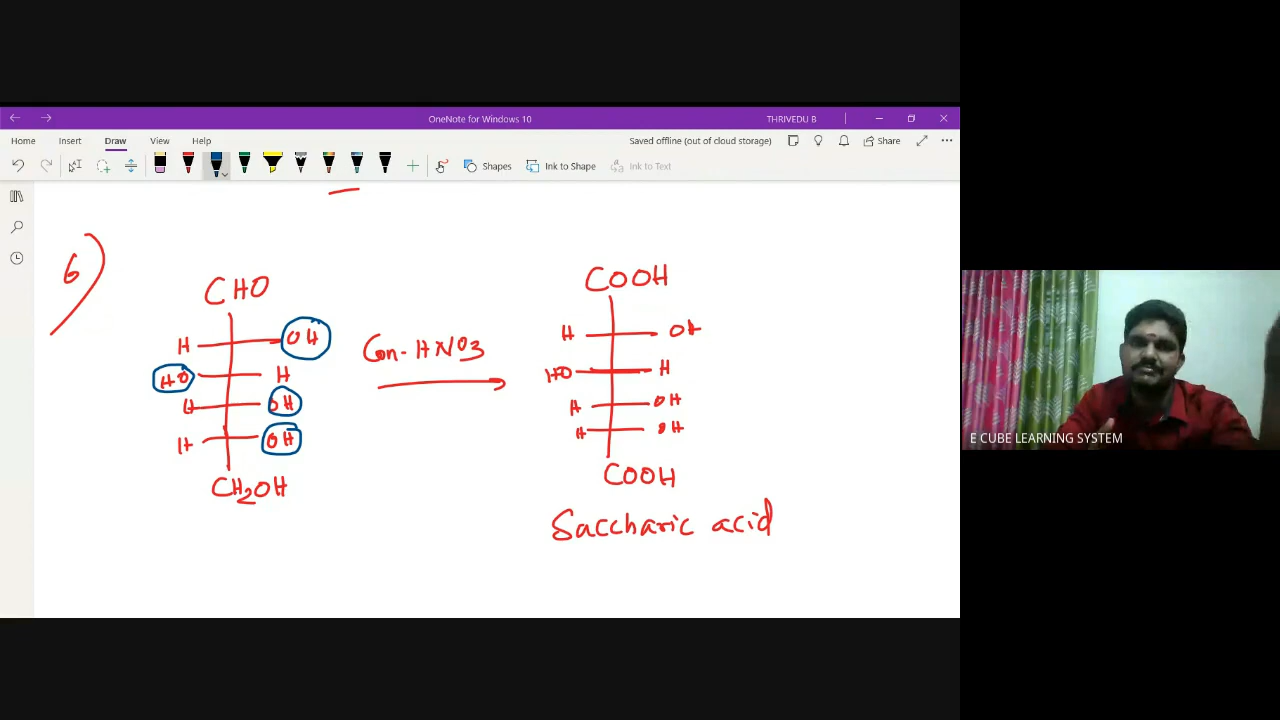 OneNote for Windows 10
THRIVEDU B
Home Insert Draw View Help
Saved offline (out of cloud storage)
Share
Shapes
Ink to Shape
Ink to Text
6)
CHO
H OH
HO H
H OH
H OH
CH2OH
Con- HNO3
COOH
H OH
HO H
H OH
H OH
COOH
Saccharic acid
E CUBE LEARNING SYSTEM